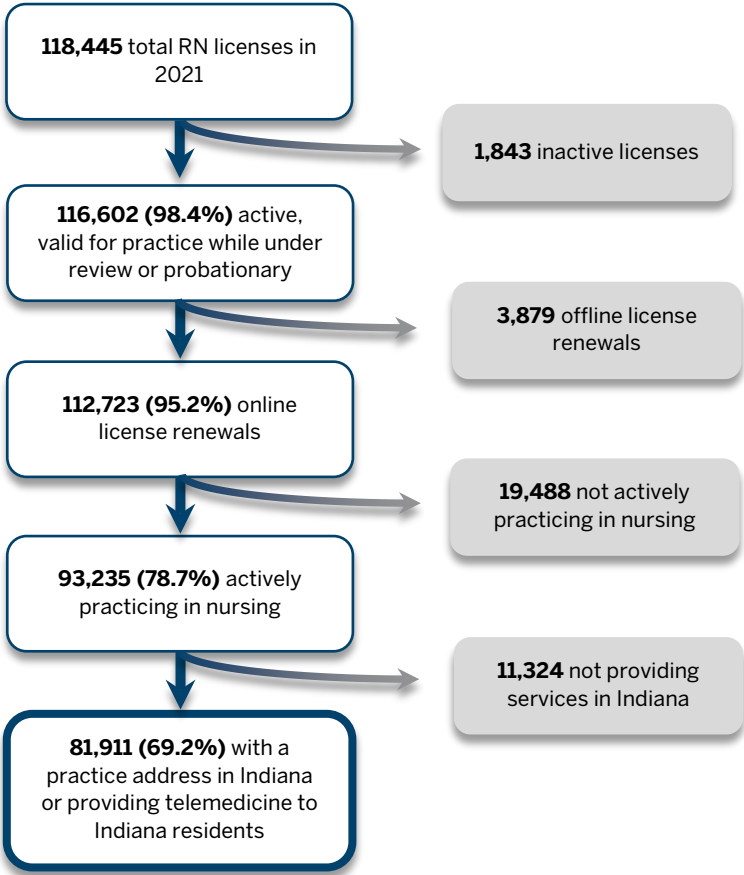 118,445 total RN licenses in
2021
1,843 inactive licenses
116,602 (98.4%) active,
valid for practice while under
review or probationary
3,879 offline license
renewals
112,723 (95.2%) online
license renewals
19,488 not actively
practicing in nursing
93,235 (78.7%) actively
practicing in nursing
11,324 not providing
services in Indiana
81,911 (69.2%) with a
practice address in Indiana
or providing telemedicine to
Indiana residents